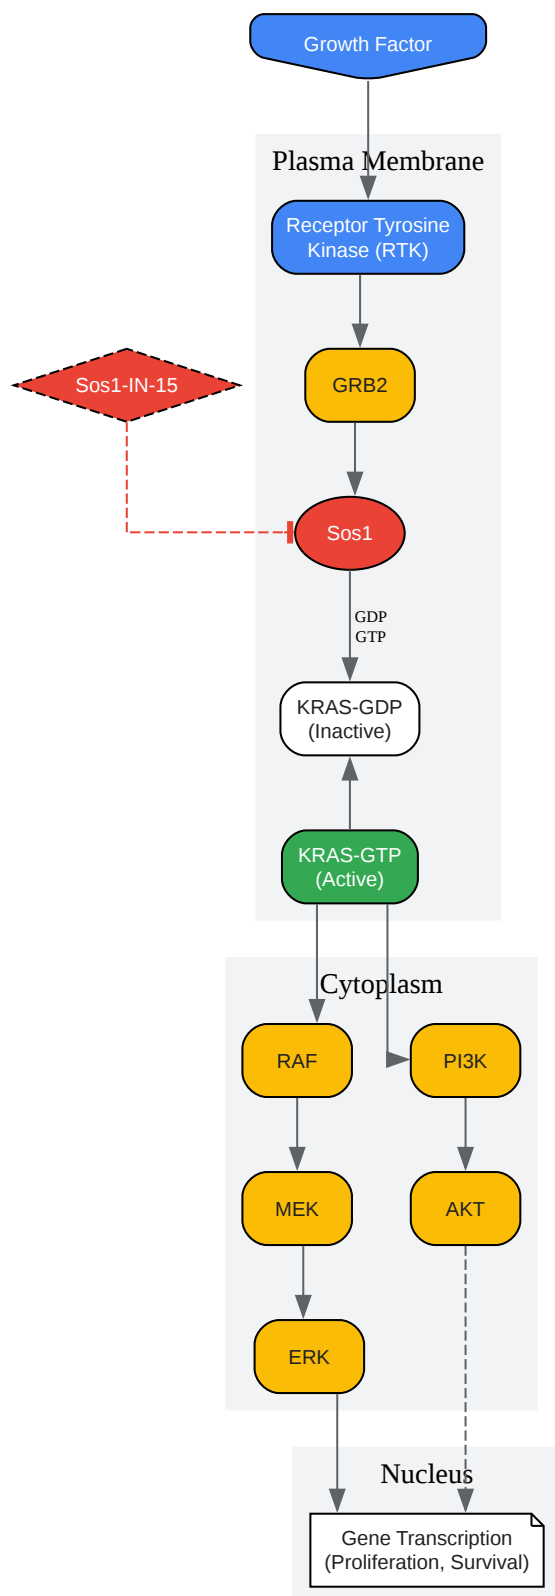 Growth Factor
Plasma Membrane
Receptor Tyrosine
Kinase (RTK)
Sos1-IN-15
GRB2
Sos1
GDP
GTP
KRAS-GDP
(Inactive)
KRAS-GTP
(Active)
Cytoplasm
RAF
PI3K
MEK
AKT
ERK
Nucleus
Gene Transcription
(Proliferation, Survival)